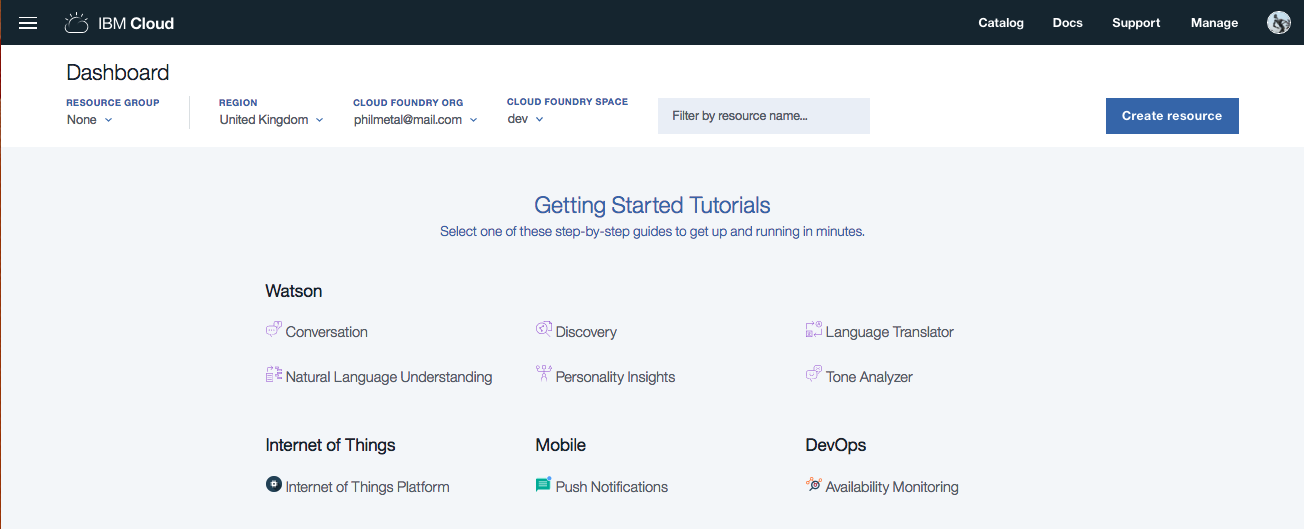 IBM Cloud Catalog Docs Support Manage
Dashboard
RESOURCE GROUP REGION CLOUD FOUNDRY ORG CLOUD FOUNDRY SPACE
None United Kingdom philmetal@mail.com dev Filter by resource name... Create resource
Getting Started Tutorials
Select one of these step-by-step guides to get up and running in minutes.
Watson
Conversation Discovery Language Translator
Natural Language Understanding Personality Insights Tone Analyzer
Internet of Things Mobile DevOps
Internet of Things Platform Push Notifications Availability Monitoring